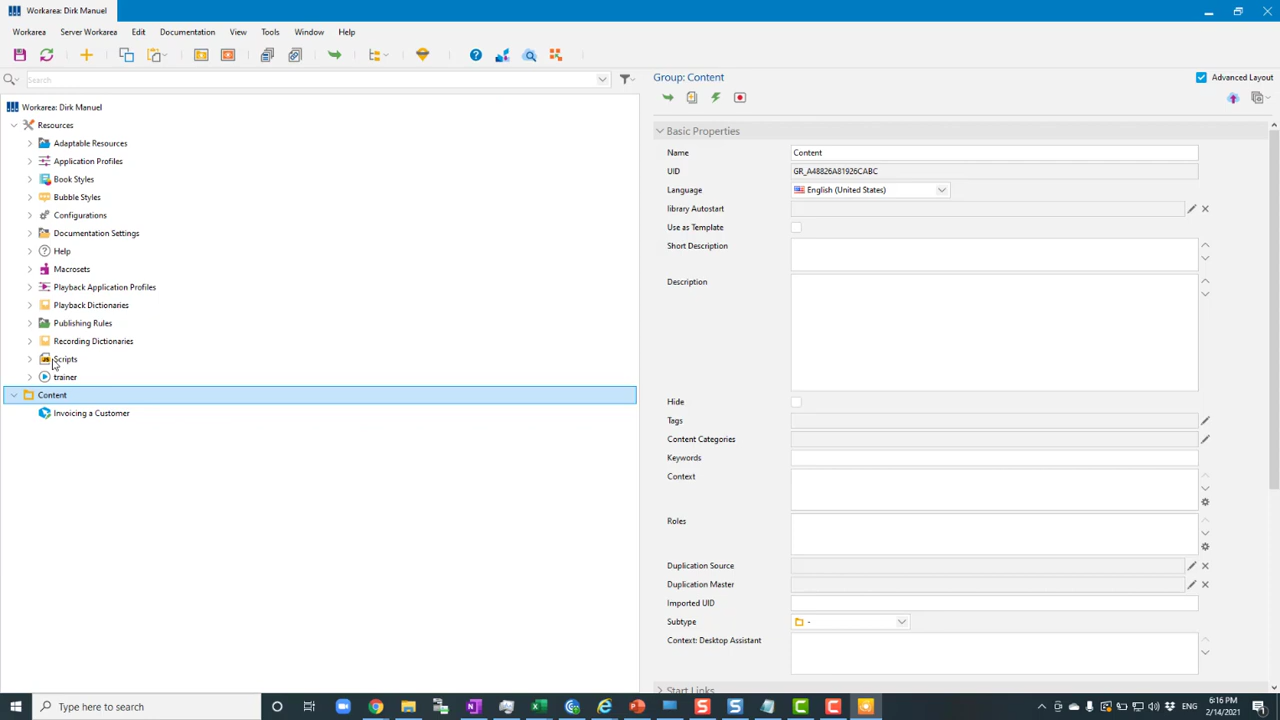 Workarea: Dirk Manuel
Workarea Server Workarea Edit Documentation View Tools Window Help
Search
Workarea: Dirk Manuel
Resources
Adaptable Resources
Application Profiles
Book Styles
Bubble Styles
Configurations
Documentation Settings
Help
Macrosets
Playback Application Profiles
Playback Dictionaries
Publishing Rules
Recording Dictionaries
Scripts
trainer
Content
Invoicing a Customer
Group: Content
Advanced Layout
Basic Properties
Name Content
UID GR_A48826A81926CABC
Language English (United States)
library Autostart
Use as Template
Short Description
Description
Hide
Tags
Content Categories
Keywords
Context
Roles
Duplication Source
Duplication Master
Imported UID
Subtype -
Context: Desktop Assistant
Start Links
Type here to search
6:16 PM
2/14/2021